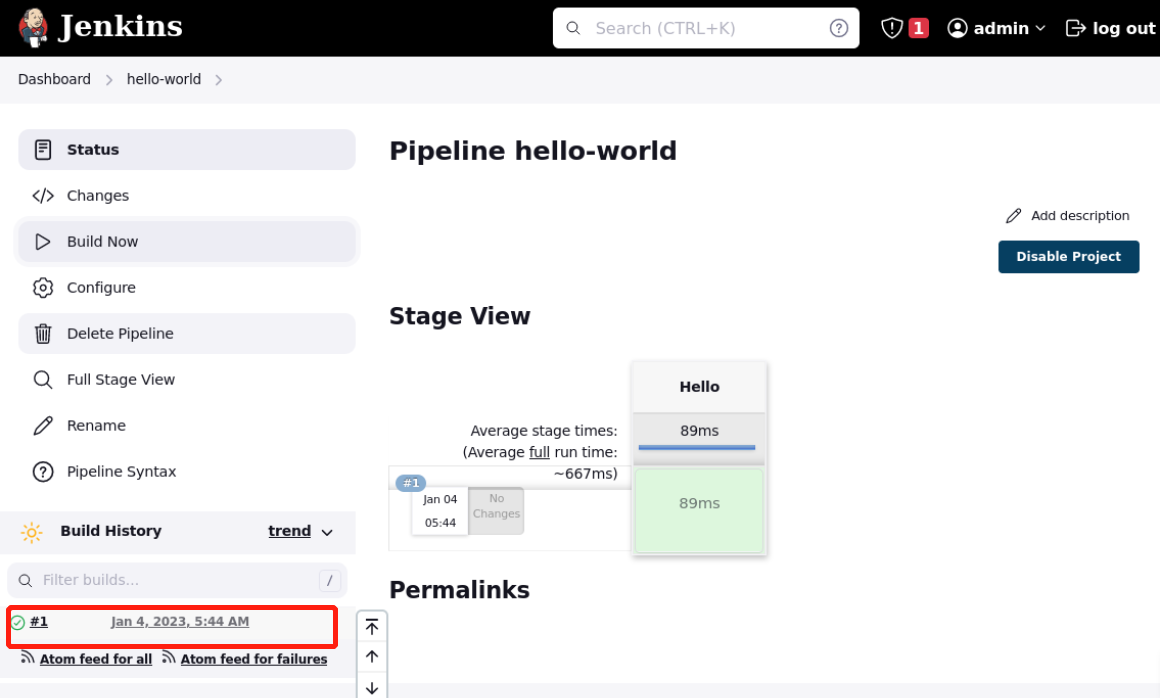 Jenkins
Search (CTRL+K)
1
admin
log out
Dashboard
hello-world
Status
Changes
Build Now
Configure
Delete Pipeline
Full Stage View
Rename
Pipeline Syntax
Build History
trend
Filter builds...
/
#1
Jan 4, 2023, 5:44 AM
Atom feed for all
Atom feed for failures
Pipeline hello-world
Add description
Disable Project
Stage View
Hello
Average stage times:
89ms
(Average full run time:
~667ms)
#1
Jan 04
05:44
No
Changes
89ms
Permalinks